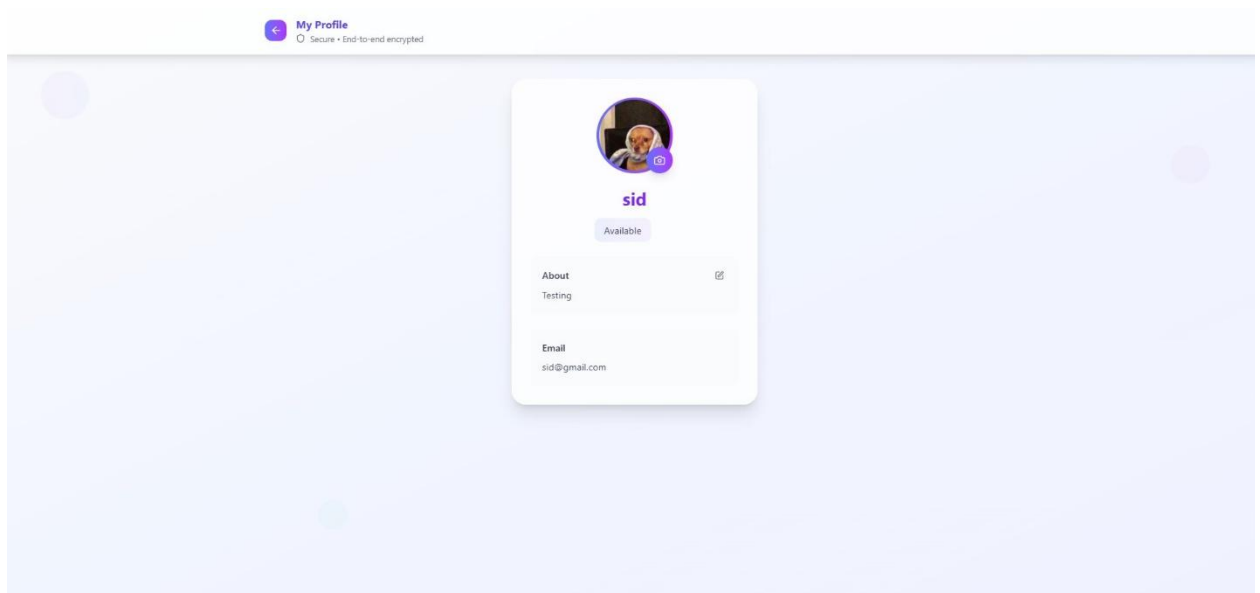 My Profile
Secure • End-to-end encrypted
sid
Available
About
Testing
Email
sid@gmail.com